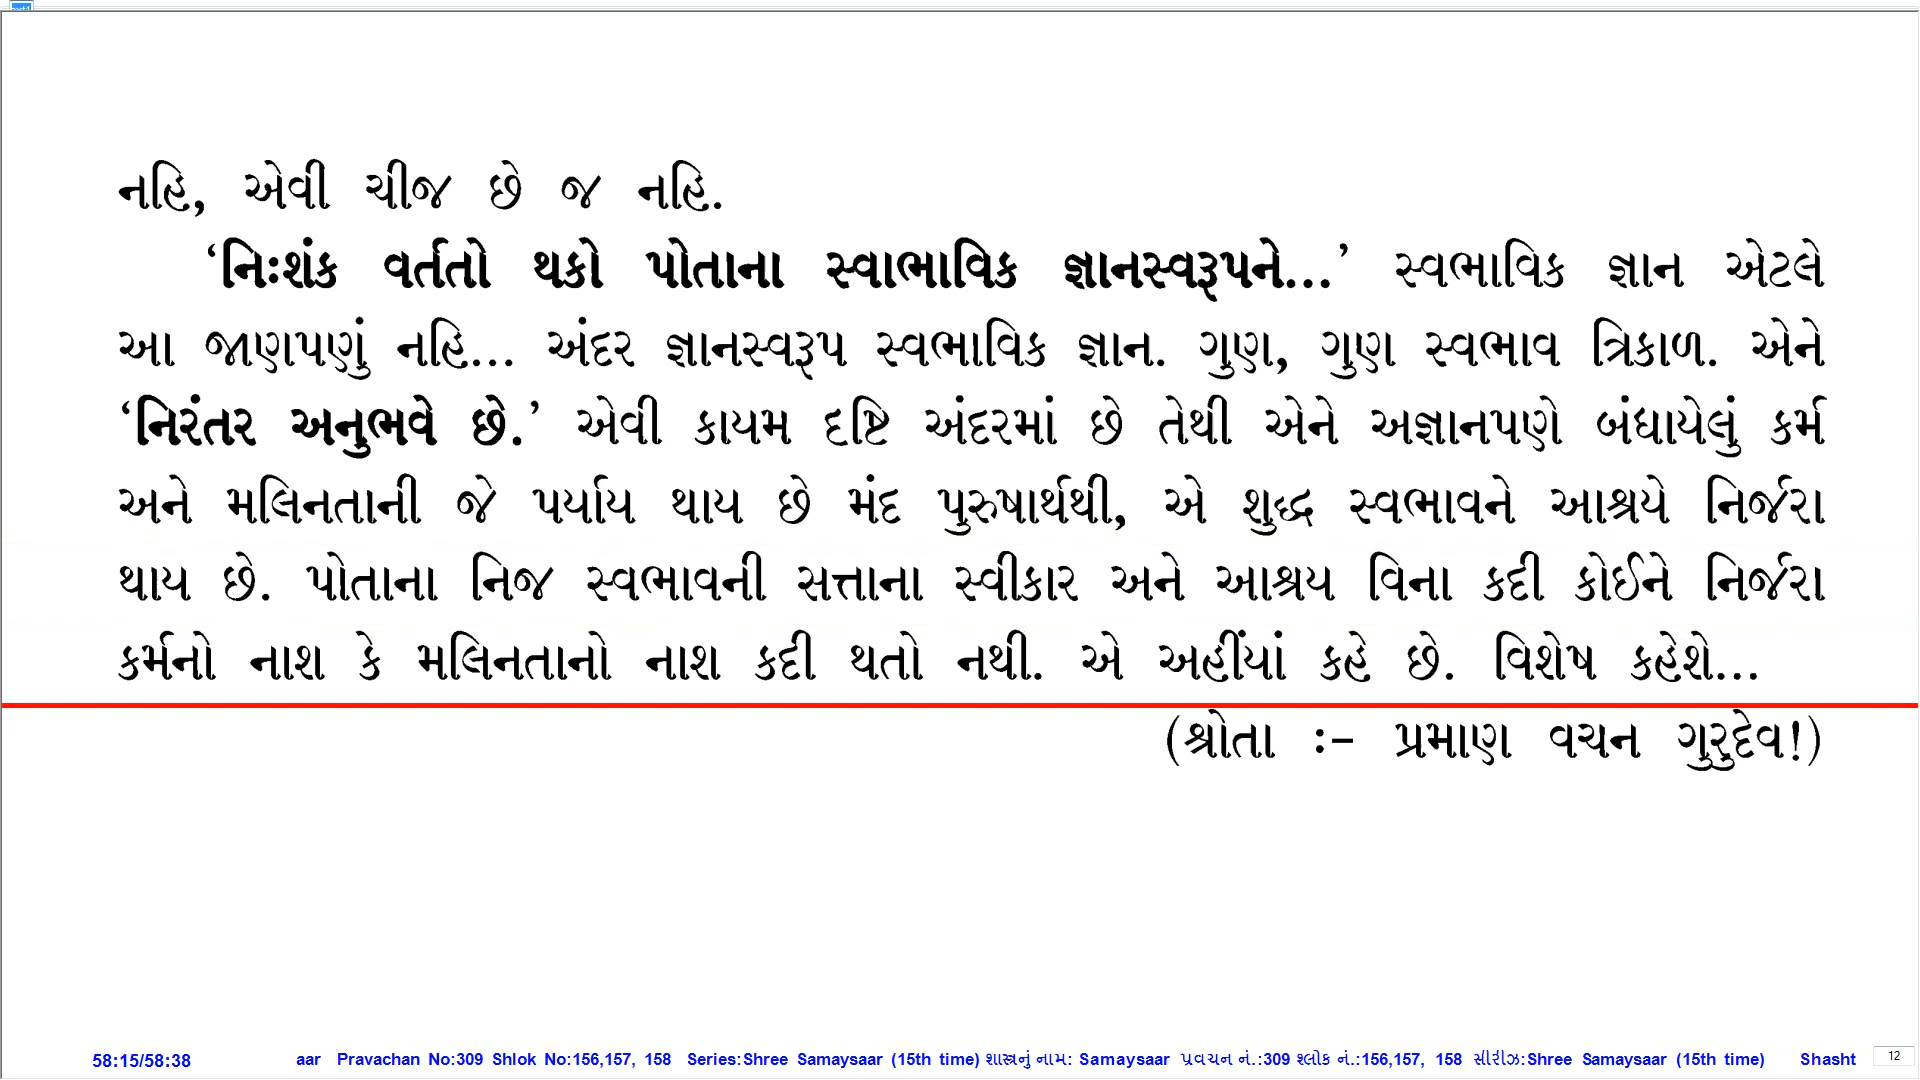 નહિ, એવી ચીજ છે જ નહિ.
‘નિઃશંક વર્તતો થકો પોતાના સ્વાભાવિક જ્ઞાનસ્વરૂપને...’ સ્વભાવિક જ્ઞાન એટલે
આ જાણપણું નહિ... અંદર જ્ઞાનસ્વરૂપ સ્વભાવિક જ્ઞાન. ગુણ, ગુણ સ્વભાવ ત્રિકાળ. એને
‘નિરંતર અનુભવે છે.’ એવી કાયમ દૃષ્ટિ અંદરમાં છે તેથી એને અજ્ઞાનપણે બંધાયેલું કર્મ
અને મલિનતાની જે પર્યાય થાય છે મંદ પુરુષાર્થથી, એ શુદ્ધ સ્વભાવને આશ્રયે નિર્જરા
થાય છે. પોતાના નિજ સ્વભાવની સત્તાના સ્વીકાર અને આશ્રય વિના કદી કોઈને નિર્જરા
કર્મનો નાશ કે મલિનતાનો નાશ કદી થતો નથી. એ અહીંયાં કહે છે. વિશેષ કહેશે...
(શ્રોતા :– પ્રમાણ વચન ગુરુદેવ!)
58:15/58:38 aar Pravachan No:309 Shlok No:156,157, 158 Series:Shree Samaysaar (15th time) શાસ્ત્રનું નામ: Samaysaar પ્રવચન નં.:309 શ્લોક નં.:156,157, 158 સીરીઝ:Shree Samaysaar (15th time) Shasht 12